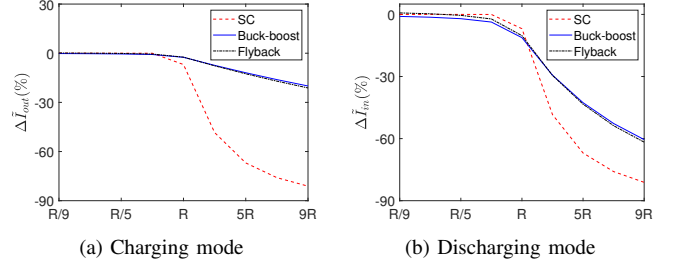 30
0
-30
-60
-90
ΔĨout(%)
SC
Buck-boost
Flyback
R/9 R/5 R 5R 9R
(a) Charging mode
0
-30
-60
-90
ΔĨin(%)
SC
Buck-boost
Flyback
R/9 R/5 R 5R 9R
(b) Discharging mode